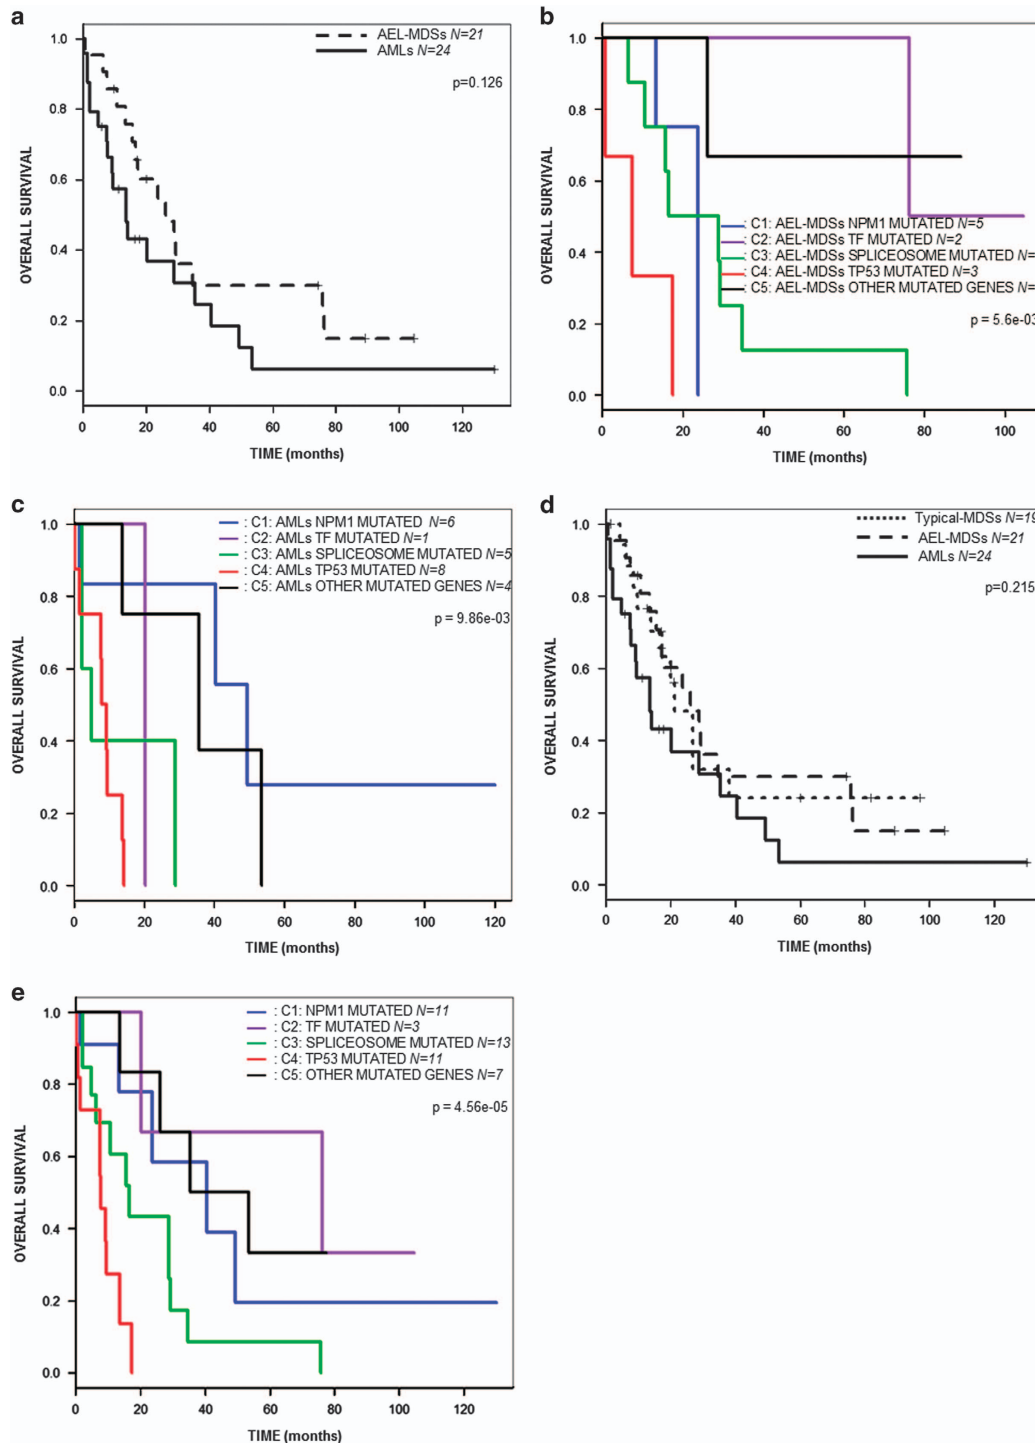 a
AEL-MDSs N=21
AMLs N=24
p=0.126
OVERALL SURVIVAL
1.0
0.8
0.6
0.4
0.2
0.0
0 20 40 60 80 100 120
TIME (months)
b
OVERALL SURVIVAL
1.0
0.8
0.6
0.4
0.2
0.0
: C1: AEL-MDSs NPM1 MUTATED N=5
: C2: AEL-MDSs TF MUTATED N=2
: C3: AEL-MDSs SPLICEOSOME MUTATED N=
: C4: AEL-MDSs TP53 MUTATED N=3
: C5: AEL-MDSs OTHER MUTATED GENES N=
p = 5.6e-03
0 20 40 60 80 100
TIME (months)
c
OVERALL SURVIVAL
1.0
0.8
0.6
0.4
0.2
0.0
: C1: AMLs NPM1 MUTATED N=6
: C2: AMLs TF MUTATED N=1
: C3: AMLs SPLICEOSOME MUTATED N=5
: C4: AMLs TP53 MUTATED N=8
: C5: AMLs OTHER MUTATED GENES N=4
p = 9.86e-03
0 20 40 60 80 100 120
TIME (months)
d
OVERALL SURVIVAL
1.0
0.8
0.6
0.4
0.2
0.0
Typical-MDSs N=19
AEL-MDSs N=21
AMLs N=24
p=0.215
0 20 40 60 80 100 120
TIME (months)
e
OVERALL SURVIVAL
1.0
0.8
0.6
0.4
0.2
0.0
: C1: NPM1 MUTATED N=11
: C2: TF MUTATED N=3
: C3: SPLICEOSOME MUTATED N=13
: C4: TP53 MUTATED N=11
: C5: OTHER MUTATED GENES N=7
p = 4.56e-05
0 20 40 60 80 100 120
TIME (months)